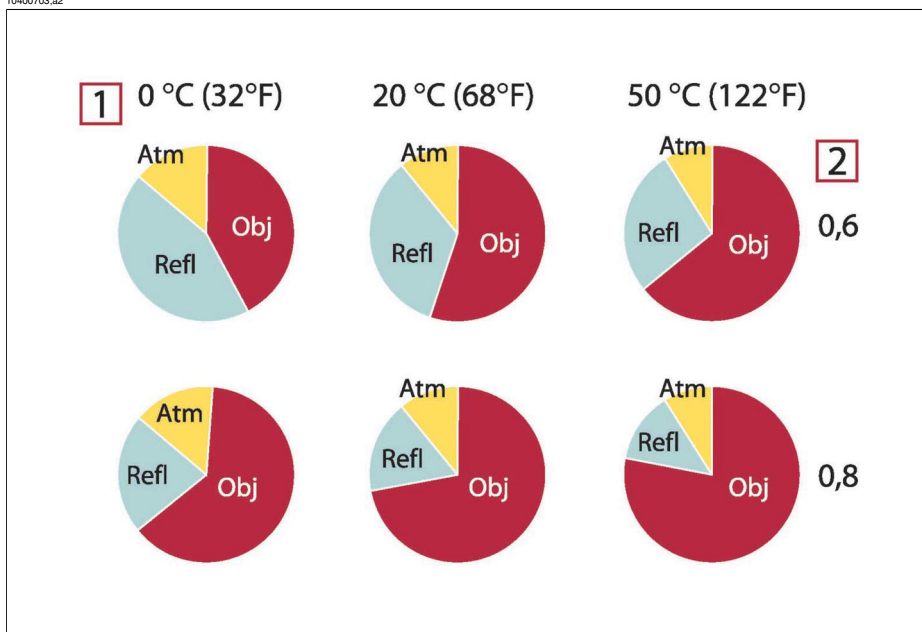 10400703;a2
1 0 °C (32°F) 20 °C (68°F) 50 °C (122°F)
Atm Atm Atm 2
Obj Obj Obj 0,6
Refl Refl Refl
Atm Atm Atm
Refl Refl Refl
Obj Obj Obj 0,8